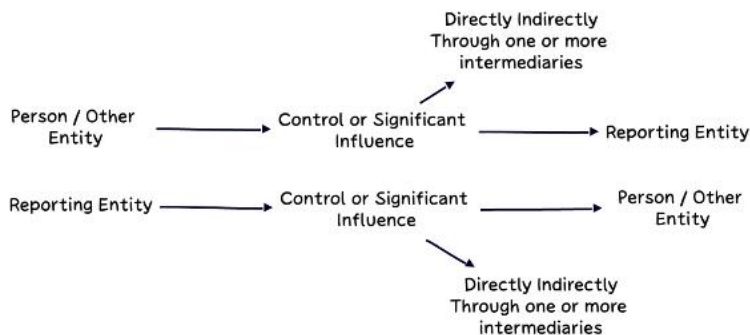 Directly Indirectly
Through one or more
intermediaries
Person / Other
Entity
Control or Significant
Influence
Reporting Entity
Reporting Entity
Control or Significant
Influence
Person / Other
Entity
Directly Indirectly
Through one or more
intermediaries